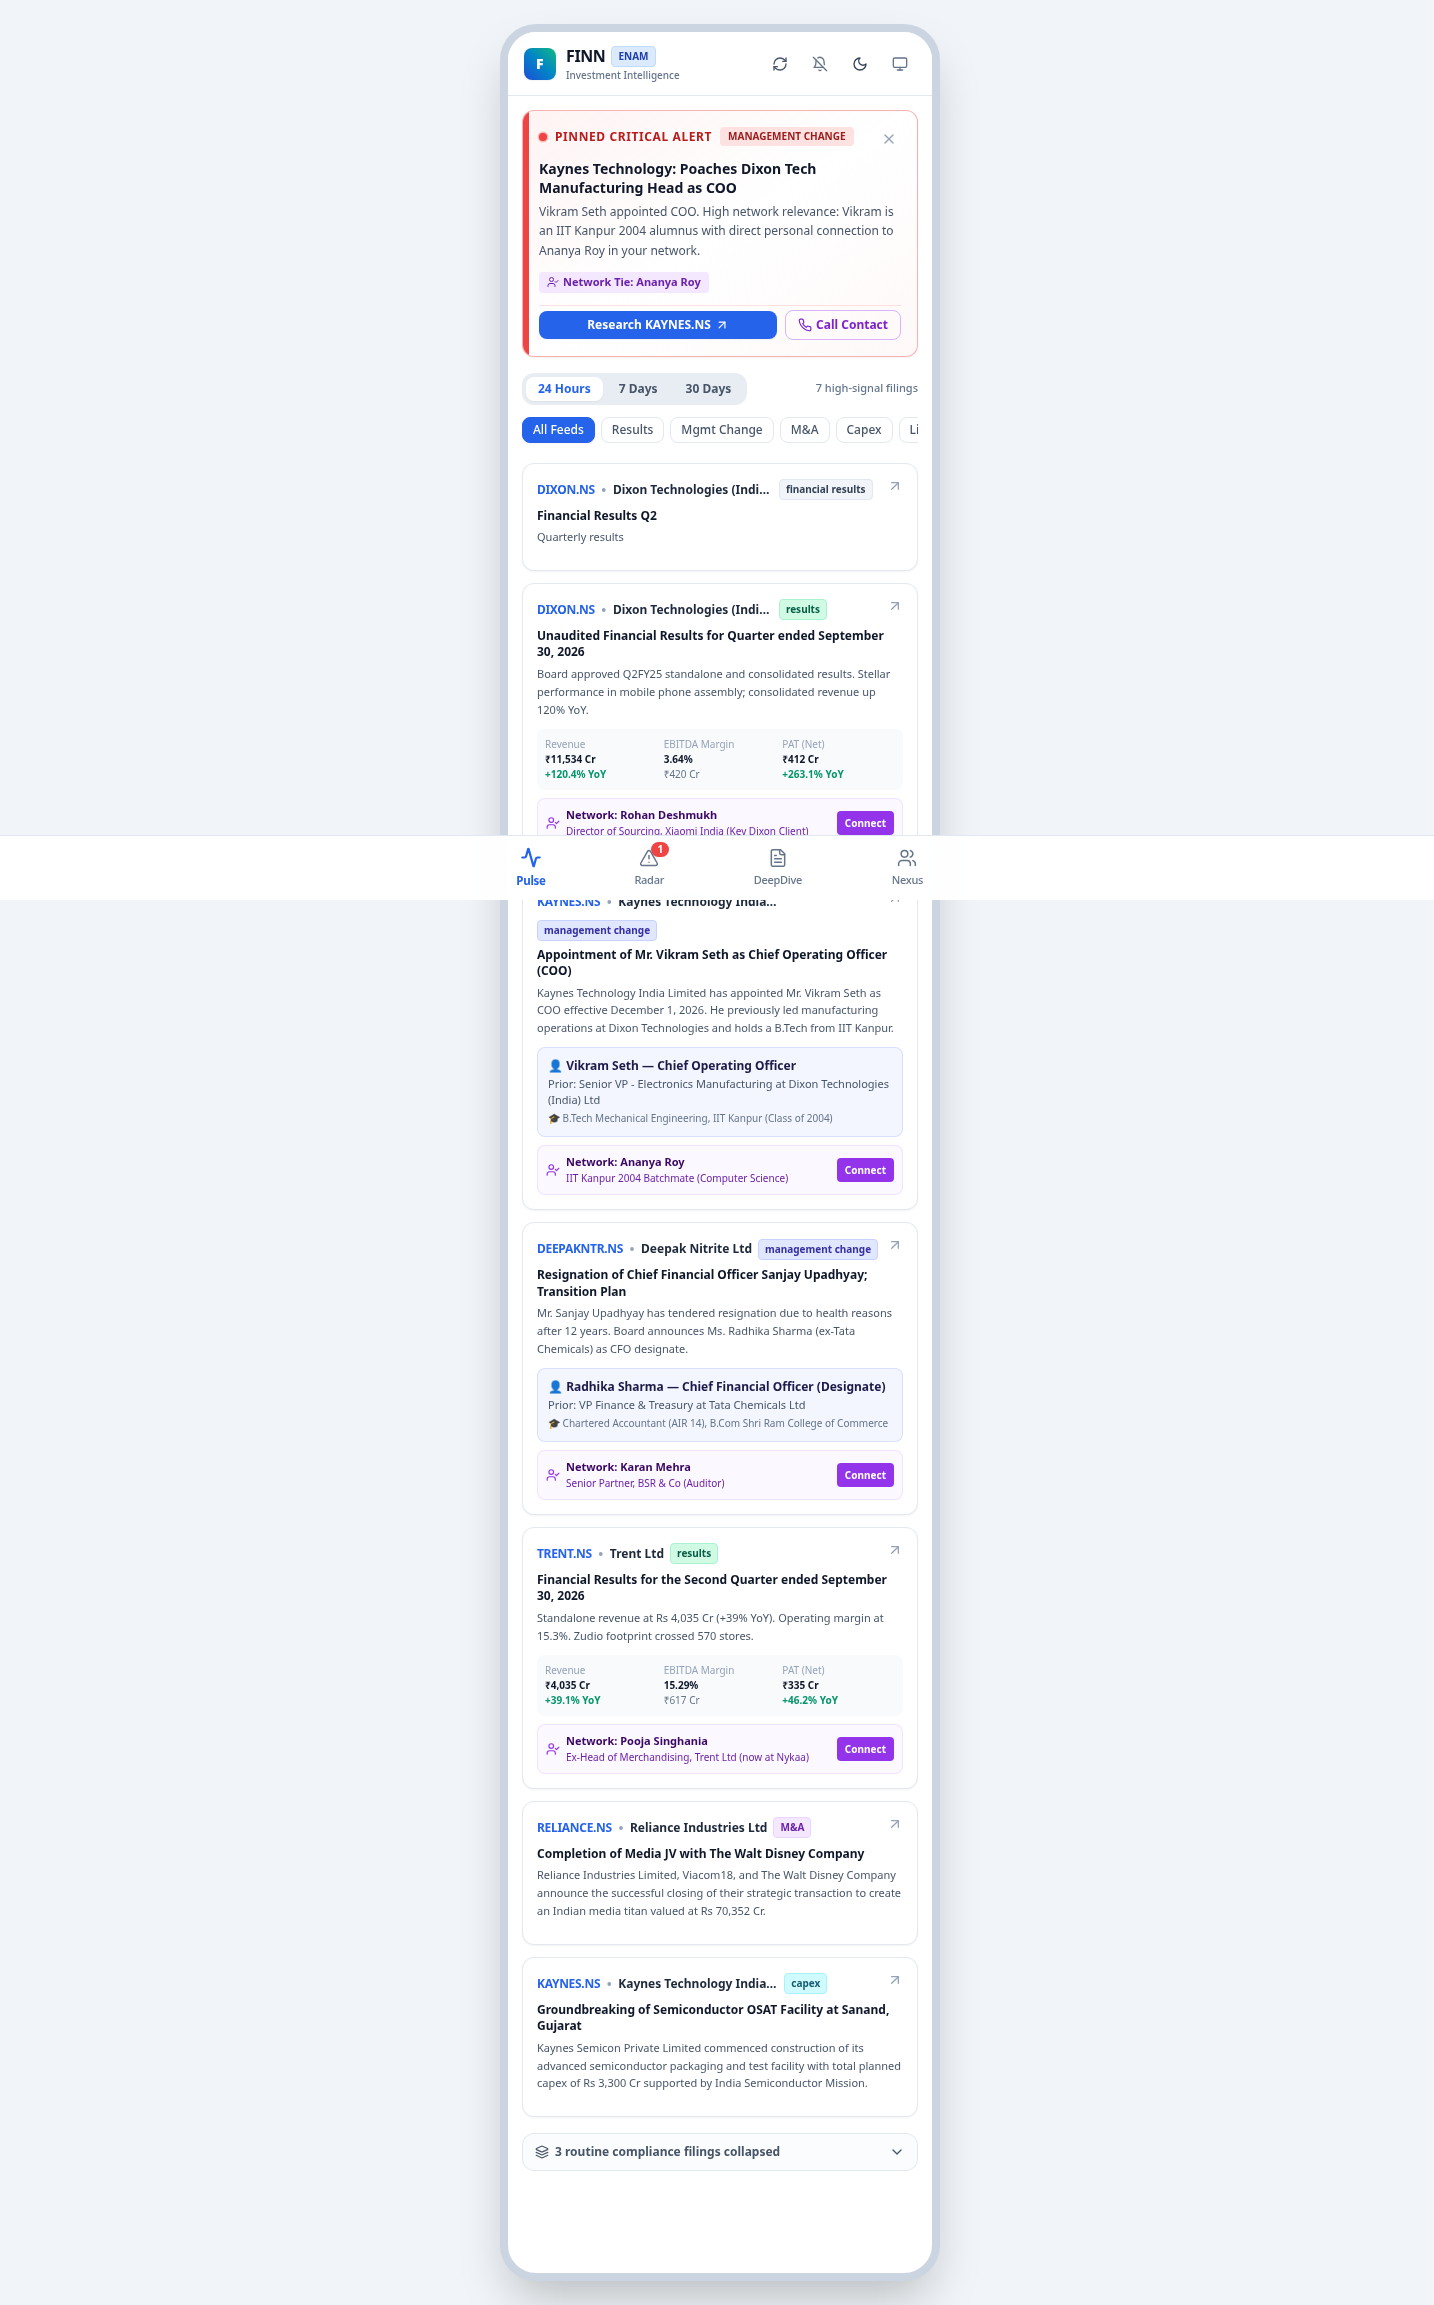 F
FINN ENAM
Investment Intelligence
PINNED CRITICAL ALERT MANAGEMENT CHANGE
Kaynes Technology: Poaches Dixon Tech
Manufacturing Head as COO
Vikram Seth appointed COO. High network relevance: Vikram is
an IIT Kanpur 2004 alumnus with direct personal connection to
Ananya Roy in your network.
Network Tie: Ananya Roy
Research KAYNES.NS Call Contact
24 Hours 7 Days 30 Days 7 high-signal filings
All Feeds Results Mgmt Change M&A Capex Li
DIXON.NS • Dixon Technologies (Indi... financial results
Financial Results Q2
Quarterly results
DIXON.NS • Dixon Technologies (Indi... results
Unaudited Financial Results for Quarter ended September
30, 2026
Board approved Q2FY25 standalone and consolidated results. Stellar
performance in mobile phone assembly; consolidated revenue up
120% YoY.
Revenue EBITDA Margin PAT (Net)
₹11,534 Cr 3.64% ₹412 Cr
+120.4% YoY ₹420 Cr +263.1% YoY
Network: Rohan Deshmukh Connect
Director of Sourcing, Xiaomi India (Key Dixon Client)
1
Pulse Radar DeepDive Nexus
KAYNES.NS • Kaynes Technology India...
management change
Appointment of Mr. Vikram Seth as Chief Operating Officer
(COO)
Kaynes Technology India Limited has appointed Mr. Vikram Seth as
COO effective December 1, 2026. He previously led manufacturing
operations at Dixon Technologies and holds a B.Tech from IIT Kanpur.
👤 Vikram Seth — Chief Operating Officer
Prior: Senior VP - Electronics Manufacturing at Dixon Technologies
(India) Ltd
🎓 B.Tech Mechanical Engineering, IIT Kanpur (Class of 2004)
Network: Ananya Roy Connect
IIT Kanpur 2004 Batchmate (Computer Science)
DEEPAKNTR.NS • Deepak Nitrite Ltd management change
Resignation of Chief Financial Officer Sanjay Upadhyay;
Transition Plan
Mr. Sanjay Upadhyay has tendered resignation due to health reasons
after 12 years. Board announces Ms. Radhika Sharma (ex-Tata
Chemicals) as CFO designate.
👤 Radhika Sharma — Chief Financial Officer (Designate)
Prior: VP Finance & Treasury at Tata Chemicals Ltd
🎓 Chartered Accountant (AIR 14), B.Com Shri Ram College of Commerce
Network: Karan Mehra Connect
Senior Partner, BSR & Co (Auditor)
TRENT.NS • Trent Ltd results
Financial Results for the Second Quarter ended September
30, 2026
Standalone revenue at Rs 4,035 Cr (+39% YoY). Operating margin at
15.3%. Zudio footprint crossed 570 stores.
Revenue EBITDA Margin PAT (Net)
₹4,035 Cr 15.29% ₹335 Cr
+39.1% YoY ₹617 Cr +46.2% YoY
Network: Pooja Singhania Connect
Ex-Head of Merchandising, Trent Ltd (now at Nykaa)
RELIANCE.NS • Reliance Industries Ltd M&A
Completion of Media JV with The Walt Disney Company
Reliance Industries Limited, Viacom18, and The Walt Disney Company
announce the successful closing of their strategic transaction to create
an Indian media titan valued at Rs 70,352 Cr.
KAYNES.NS • Kaynes Technology India... capex
Groundbreaking of Semiconductor OSAT Facility at Sanand,
Gujarat
Kaynes Semicon Private Limited commenced construction of its
advanced semiconductor packaging and test facility with total planned
capex of Rs 3,300 Cr supported by India Semiconductor Mission.
3 routine compliance filings collapsed